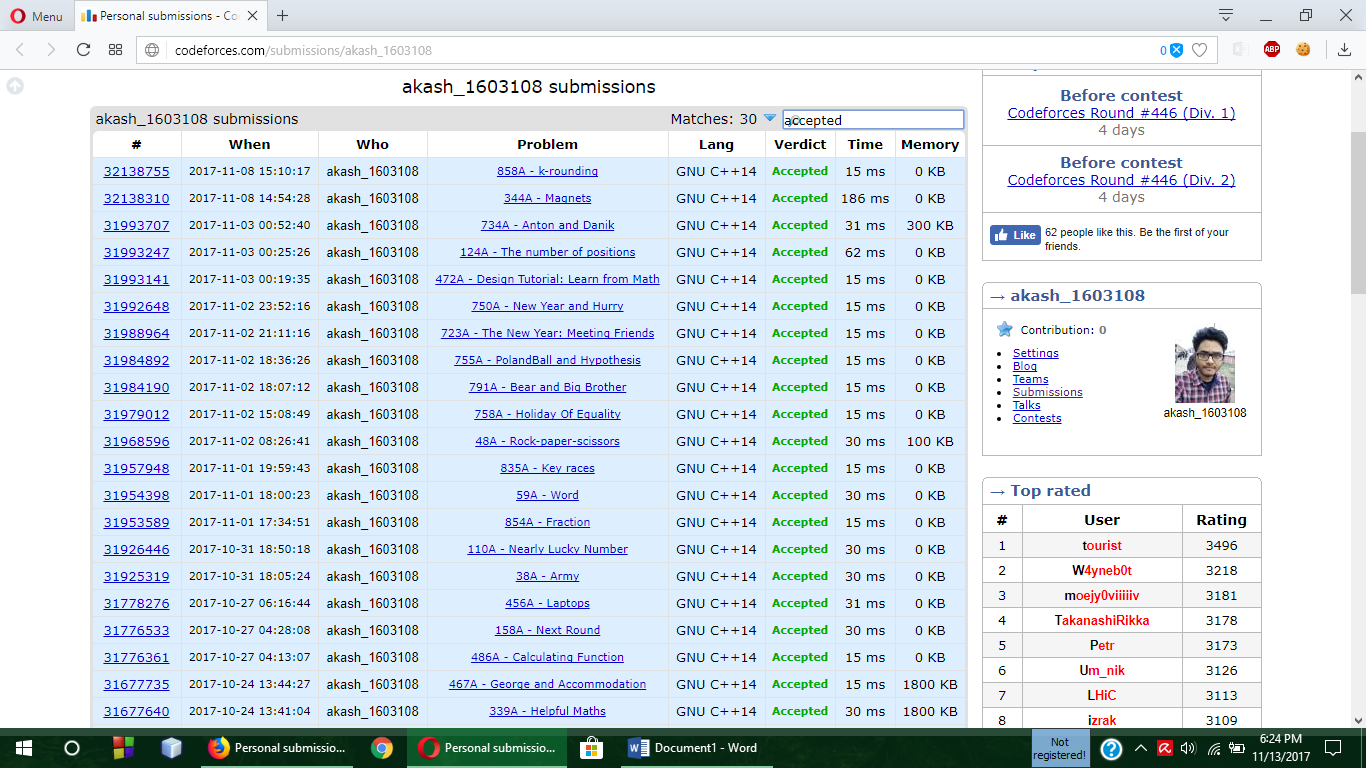 Menu
Personal submissions - Co
codeforces.com/submissions/akash_1603108
0
ABP
akash_1603108 submissions
akash_1603108 submissions Matches: 30 accepted
# When Who Problem Lang Verdict Time Memory
32138755 2017-11-08 15:10:17 akash_1603108 858A - k-rounding GNU C++14 Accepted 15 ms 0 KB
32138310 2017-11-08 14:54:28 akash_1603108 344A - Magnets GNU C++14 Accepted 186 ms 0 KB
31993707 2017-11-03 00:52:40 akash_1603108 734A - Anton and Danik GNU C++14 Accepted 31 ms 300 KB
31993247 2017-11-03 00:25:26 akash_1603108 124A - The number of positions GNU C++14 Accepted 62 ms 0 KB
31993141 2017-11-03 00:19:35 akash_1603108 472A - Design Tutorial: Learn from Math GNU C++14 Accepted 15 ms 0 KB
31992648 2017-11-02 23:52:16 akash_1603108 750A - New Year and Hurry GNU C++14 Accepted 15 ms 0 KB
31988964 2017-11-02 21:11:16 akash_1603108 723A - The New Year: Meeting Friends GNU C++14 Accepted 15 ms 0 KB
31984892 2017-11-02 18:36:26 akash_1603108 755A - PolandBall and Hypothesis GNU C++14 Accepted 15 ms 0 KB
31984190 2017-11-02 18:07:12 akash_1603108 791A - Bear and Big Brother GNU C++14 Accepted 15 ms 0 KB
31979012 2017-11-02 15:08:49 akash_1603108 758A - Holiday Of Equality GNU C++14 Accepted 15 ms 0 KB
31968596 2017-11-02 08:26:41 akash_1603108 48A - Rock-paper-scissors GNU C++14 Accepted 30 ms 100 KB
31957948 2017-11-01 19:59:43 akash_1603108 835A - Key races GNU C++14 Accepted 15 ms 0 KB
31954398 2017-11-01 18:00:23 akash_1603108 59A - Word GNU C++14 Accepted 30 ms 0 KB
31953589 2017-11-01 17:34:51 akash_1603108 854A - Fraction GNU C++14 Accepted 15 ms 0 KB
31926446 2017-10-31 18:50:18 akash_1603108 110A - Nearly Lucky Number GNU C++14 Accepted 30 ms 0 KB
31925319 2017-10-31 18:05:24 akash_1603108 38A - Army GNU C++14 Accepted 30 ms 0 KB
31778276 2017-10-27 06:16:44 akash_1603108 456A - Laptops GNU C++14 Accepted 31 ms 0 KB
31776533 2017-10-27 04:28:08 akash_1603108 158A - Next Round GNU C++14 Accepted 30 ms 0 KB
31776361 2017-10-27 04:13:07 akash_1603108 486A - Calculating Function GNU C++14 Accepted 15 ms 0 KB
31677735 2017-10-24 13:44:27 akash_1603108 467A - George and Accommodation GNU C++14 Accepted 15 ms 1800 KB
31677640 2017-10-24 13:41:04 akash_1603108 339A - Helpful Maths GNU C++14 Accepted 30 ms 1800 KB
Before contest
Codeforces Round #446 (Div. 1)
4 days
Before contest
Codeforces Round #446 (Div. 2)
4 days
Like 62 people like this. Be the first of your
friends.
→ akash_1603108
Contribution: 0
Settings
Blog
Teams
Submissions
Talks
Contests
akash_1603108
→ Top rated
# User Rating
1 tourist 3496
2 W4yneb0t 3218
3 moejy0viiiiiv 3181
4 TakanashiRikka 3178
5 Petr 3173
6 Um_nik 3126
7 LHiC 3113
8 izrak 3109
Personal submissio...
Personal submissio...
Document1 - Word
Not
registered!
6:24 PM
11/13/2017